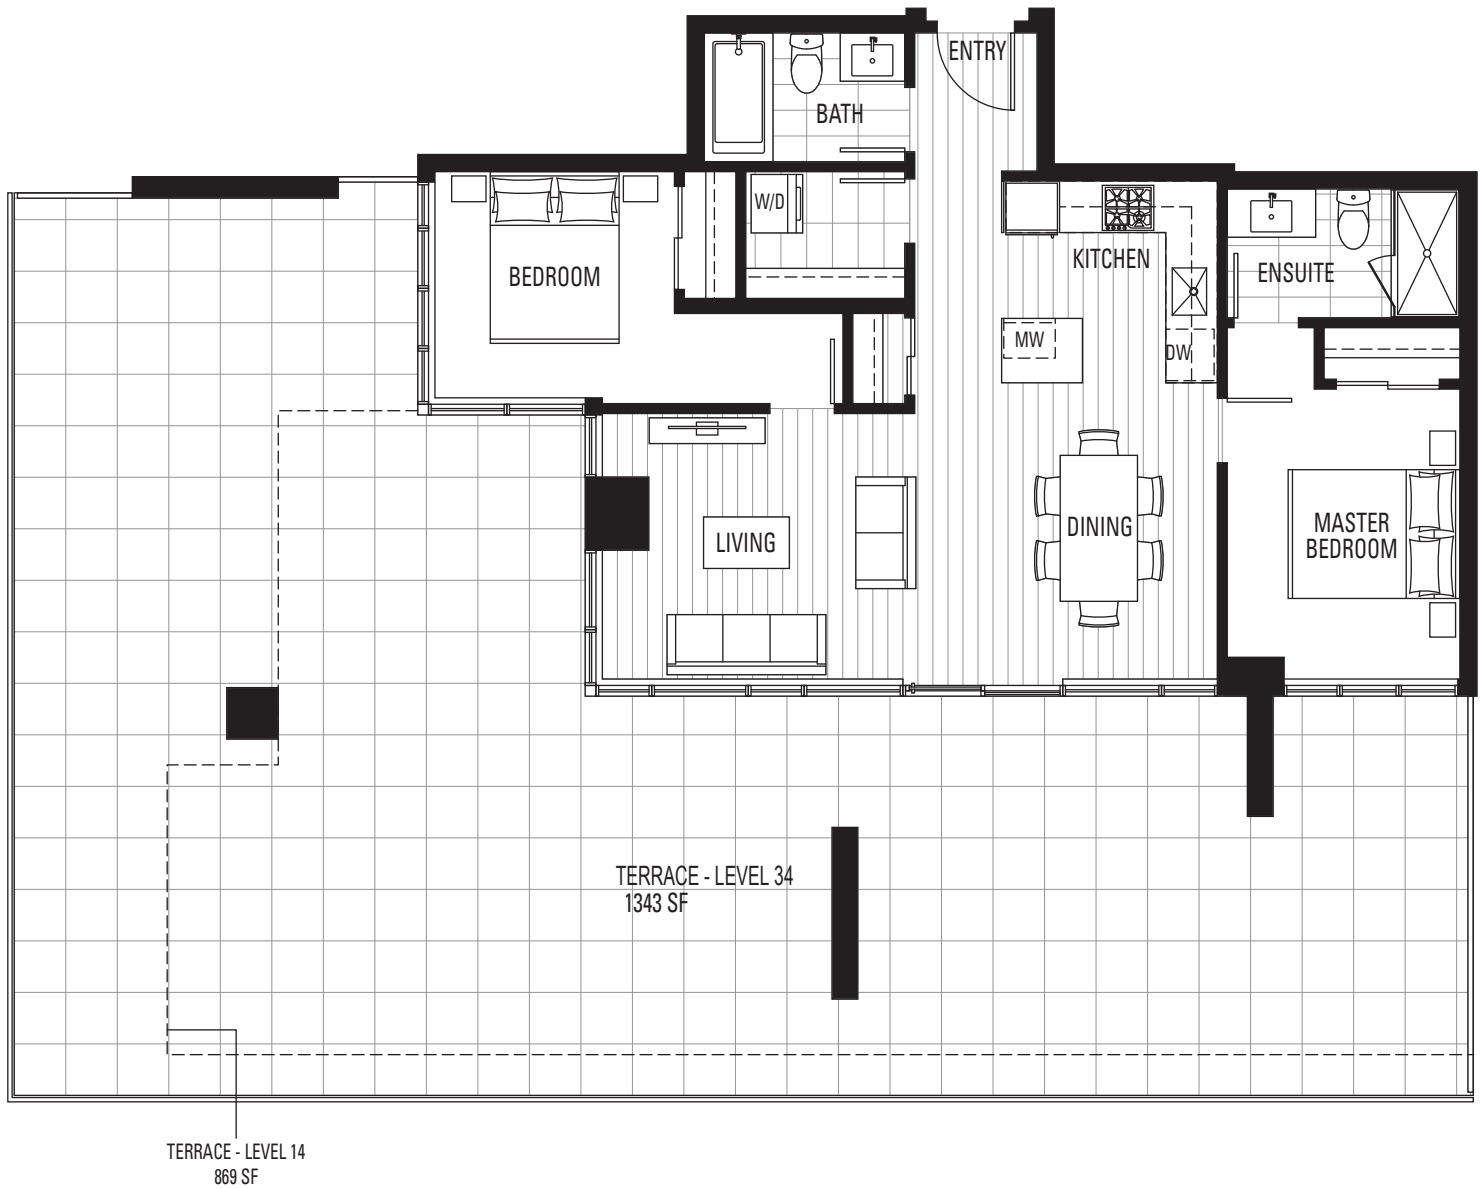 ENTRY
BATH
W/D
BEDROOM
KITCHEN
ENSUITE
MW
DW
LIVING
DINING
MASTER
BEDROOM
TERRACE - LEVEL 34
1343 SF
TERRACE - LEVEL 14
869 SF